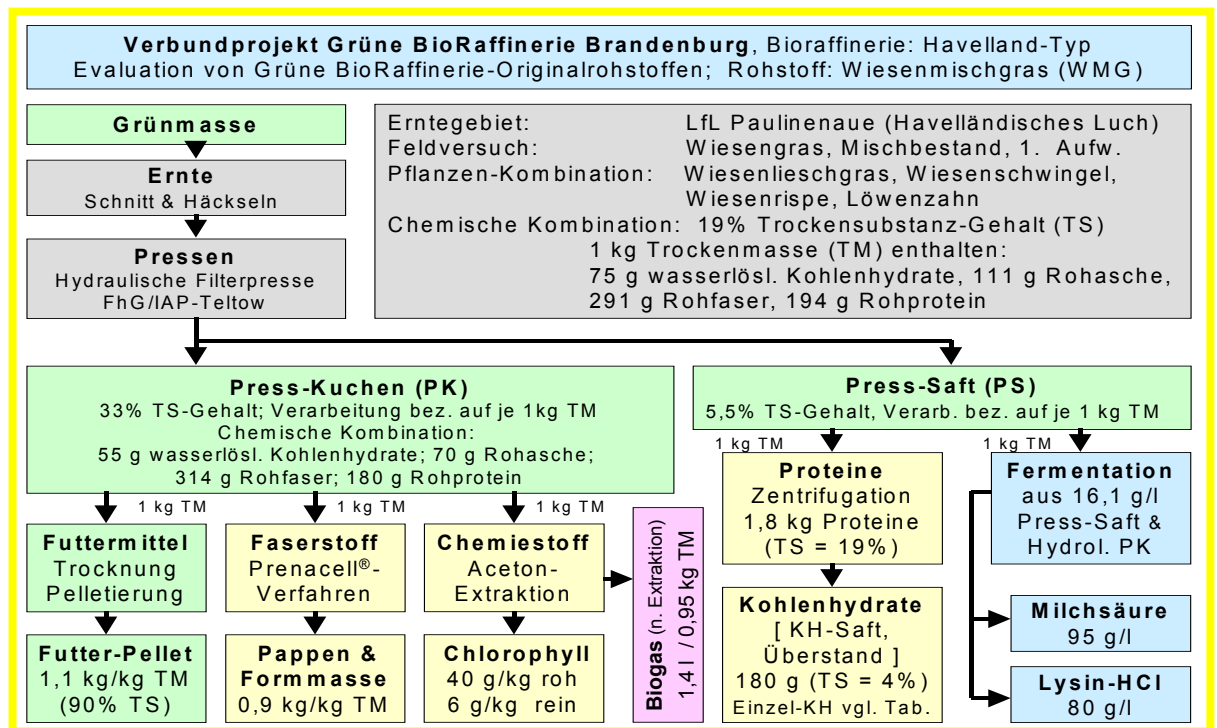 Verbundprojekt Grüne BioRaffinerie Brandenburg, Bioraffinerie: Havelland-Typ
Evaluation von Grüne BioRaffinerie-Originalrohstoffen; Rohstoff: Wiesenmischgras (WMG)
Grünmasse
Ernte
Schnitt & Häckseln
Pressen
Hydraulische Filterpresse
FhG/IAP-Teltow
Erntegebiet: LfL Paulinenaue (Havelländisches Luch)
Feldversuch: Wiesengras, Mischbestand, 1. Aufw.
Pflanzen-Kombination: Wiesenlieschgras, Wiesenschwingel,
Wiesenrispe, Löwenzahn
Chemische Kombination: 19% Trockensubstanz-Gehalt (TS)
1 kg Trockenmasse (TM) enthalten:
75 g wasserlösl. Kohlenhydrate, 111 g Rohasche,
291 g Rohfaser, 194 g Rohprotein
Press-Kuchen (PK)
33% TS-Gehalt; Verarbeitung bez. auf je 1kg TM
Chemische Kombination:
55 g wasserlösl. Kohlenhydrate; 70 g Rohasche;
314 g Rohfaser; 180 g Rohprotein
Press-Saft (PS)
5,5% TS-Gehalt, Verarb. bez. auf je 1 kg TM
1 kg TM
1 kg TM
1 kg TM
1 kg TM
1 kg TM
Futtermittel
Trocknung
Pelletierung
Faserstoff
Prenacell®-
Verfahren
Chemiestoff
Aceton-
Extraktion
Biogas (n. Extraktion)
1,4 l / 0,95 kg TM
Proteine
Zentrifugation
1,8 kg Proteine
(TS = 19%)
Fermentation
aus 16,1 g/l
Press-Saft &
Hydrol. PK
Futter-Pellet
1,1 kg/kg TM
(90% TS)
Pappen &
Formmasse
0,9 kg/kg TM
Chlorophyll
40 g/kg roh
6 g/kg rein
Kohlenhydrate
[ KH-Saft,
Überstand ]
180 g (TS = 4%)
Einzel-KH vgl. Tab.
Milchsäure
95 g/l
Lysin-HCl
80 g/l